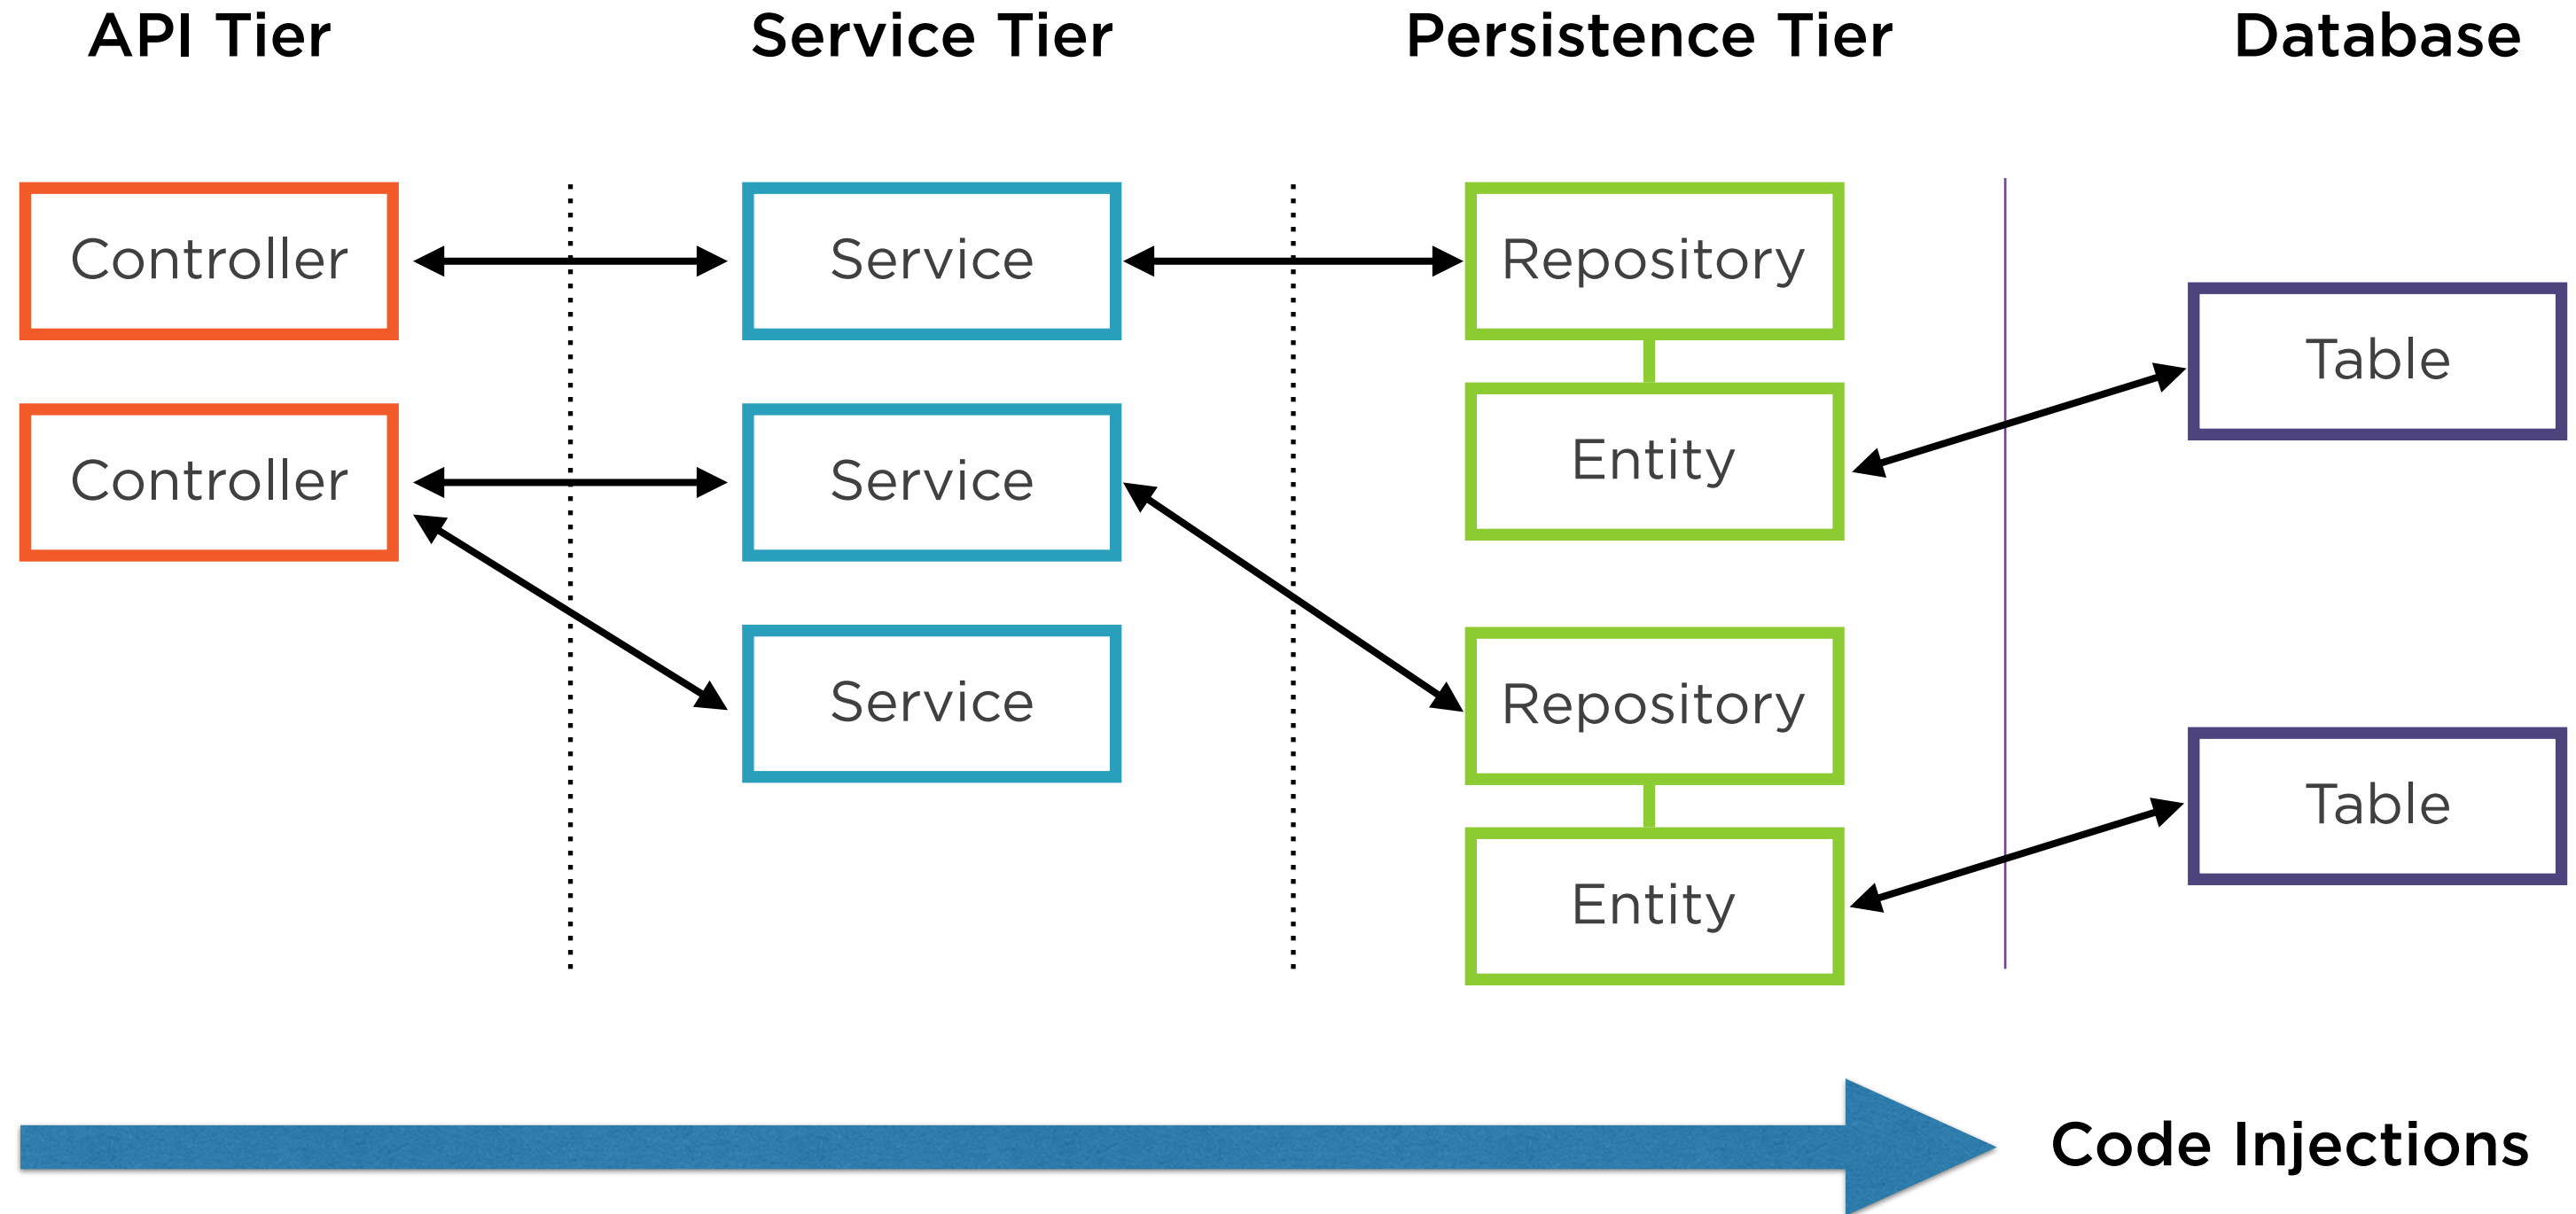 API Tier
Service Tier
Persistence Tier
Database
Controller
Service
Repository
Table
Controller
Service
Entity
Service
Repository
Table
Entity
Code Injections